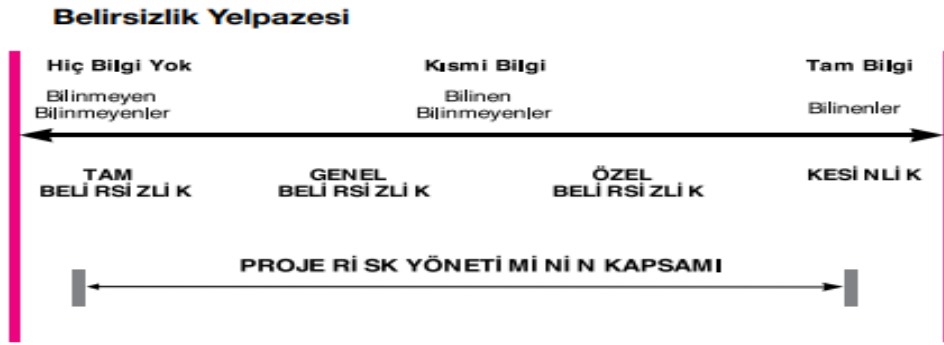 Belirsizlik Yelpazesi
Hiç Bilgi Yok
Kısmi Bilgi
Tam Bilgi
Bilinmeyen
Bilinmeyenler
Bilinen
Bilinmeyenler
Bilinenler
TAM
BELİRSİZLİK
GENEL
BELİRSİZLİK
ÖZEL
BELİRSİZLİK
KESİNLİK
PROJE RİSK YÖNETİMİNİN KAPSAMI